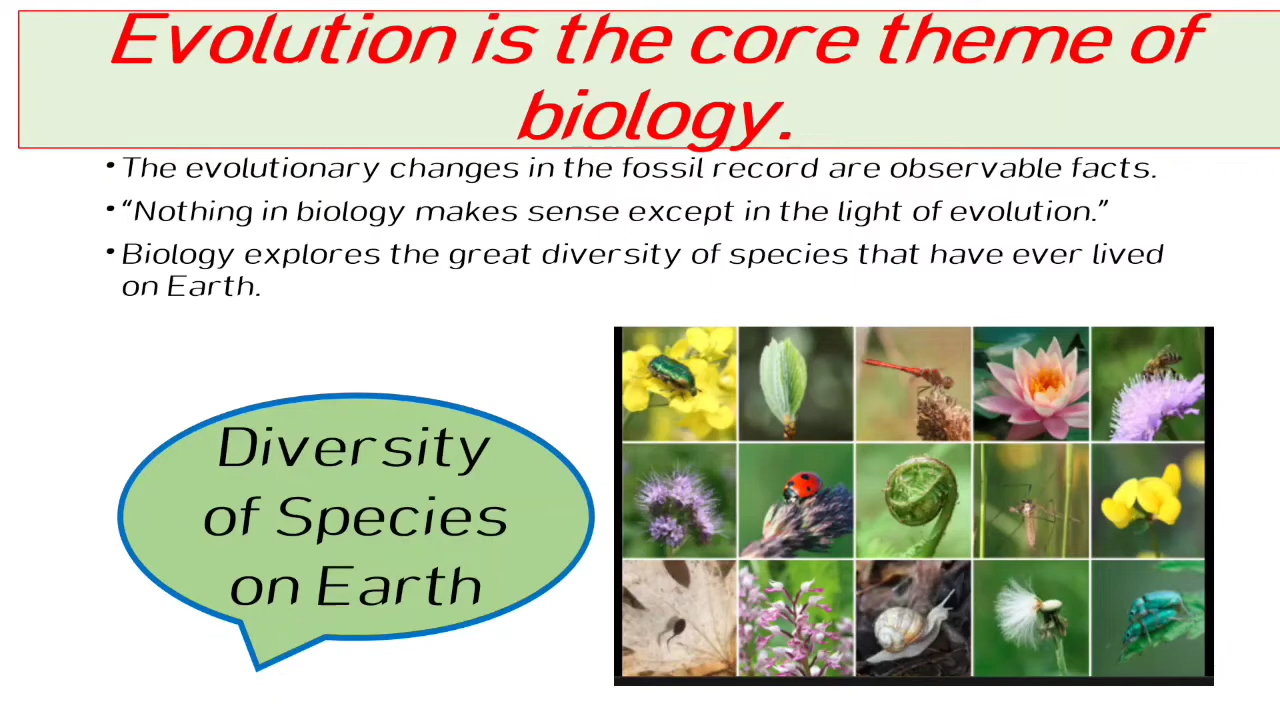 Evolution is the core theme of
biology.
• The evolutionary changes in the fossil record are observable facts.
• “Nothing in biology makes sense except in the light of evolution.”
• Biology explores the great diversity of species that have ever lived
on Earth.
Diversity
of Species
on Earth